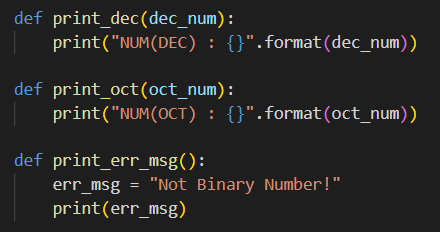 def print_dec(dec_num):
    print("NUM(DEC) : {}".format(dec_num))
def print_oct(oct_num):
    print("NUM(OCT) : {}".format(oct_num))
def print_err_msg():
    err_msg = "Not Binary Number!"
    print(err_msg)